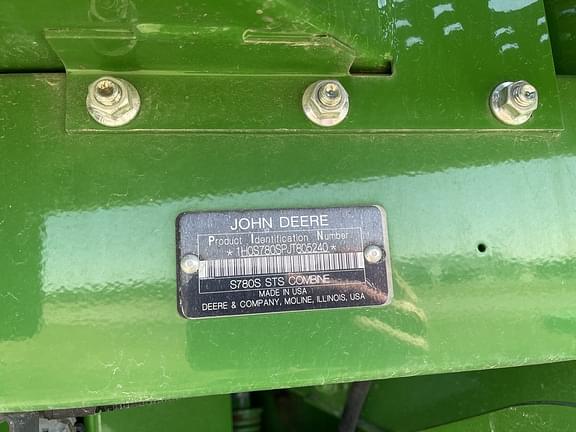 JOHN DEERE
Product Identification Number
*1H0S780SPJT805240*
S780S STS COMBINE
MADE IN USA
DEERE & COMPANY, MOLINE, ILLINOIS, USA